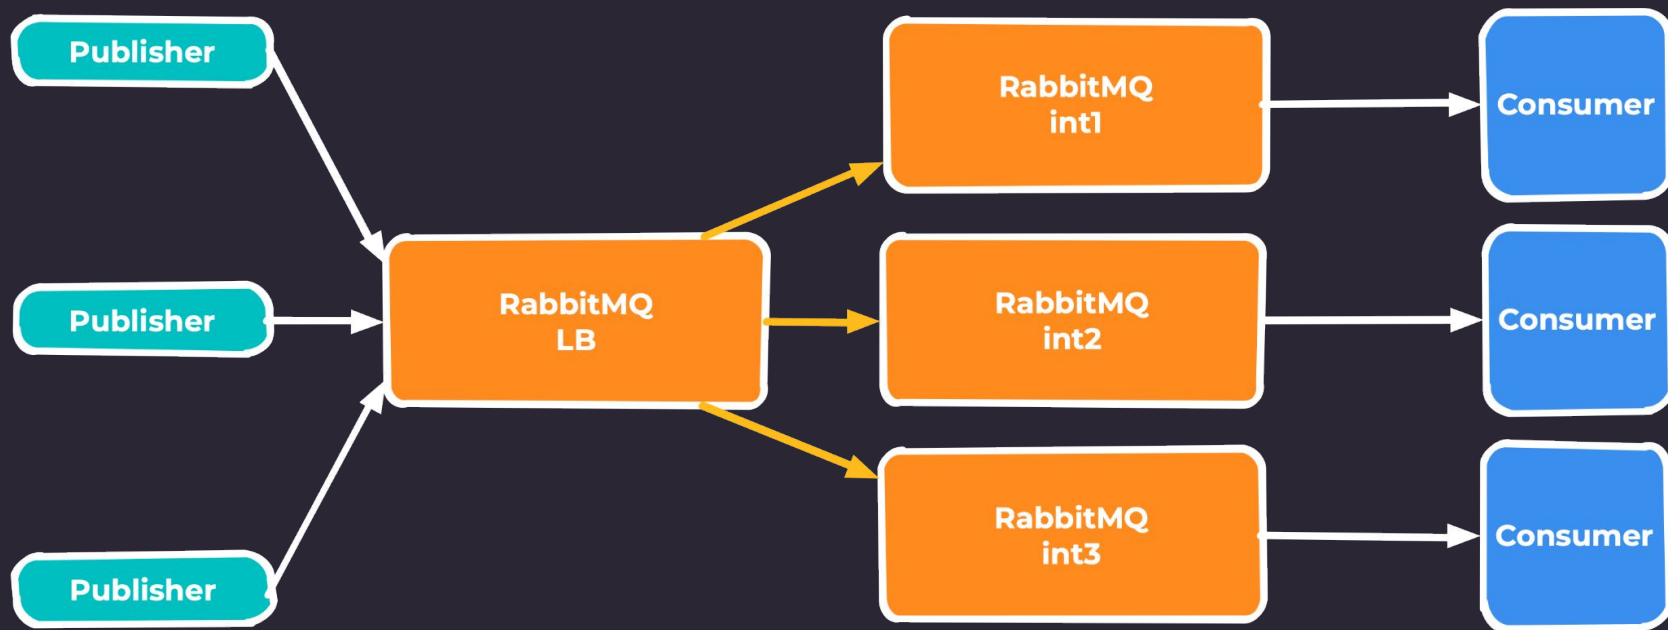 Publisher
Publisher
Publisher
RabbitMQ
LB
RabbitMQ
int1
RabbitMQ
int2
RabbitMQ
int3
Consumer
Consumer
Consumer